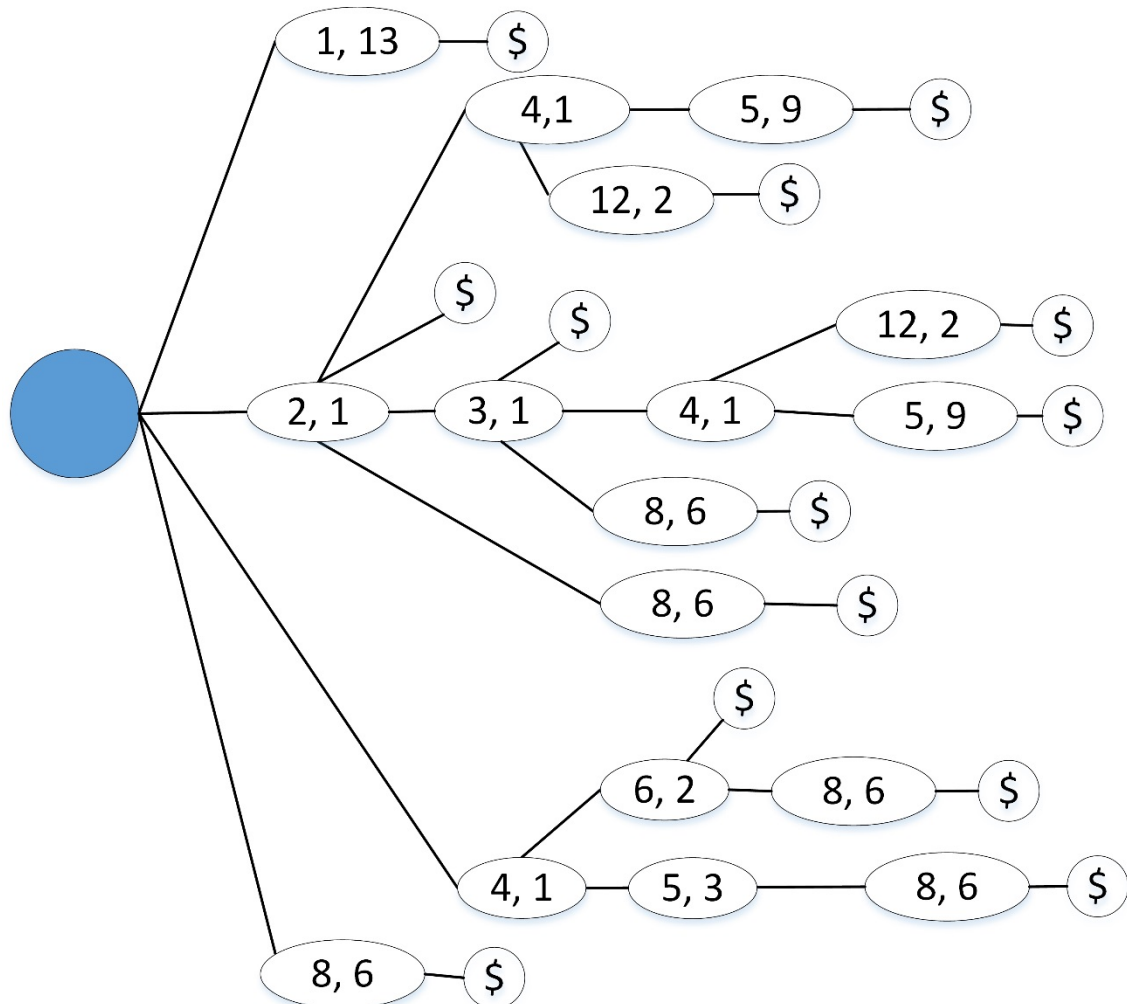 1, 13 $
4,1 5, 9 $
12, 2 $
$ $
12, 2 $
2, 1 3, 1 4, 1 5, 9 $
8, 6 $
8, 6 $
$
6, 2 8, 6 $
4, 1 5, 3 8, 6 $
8, 6 $